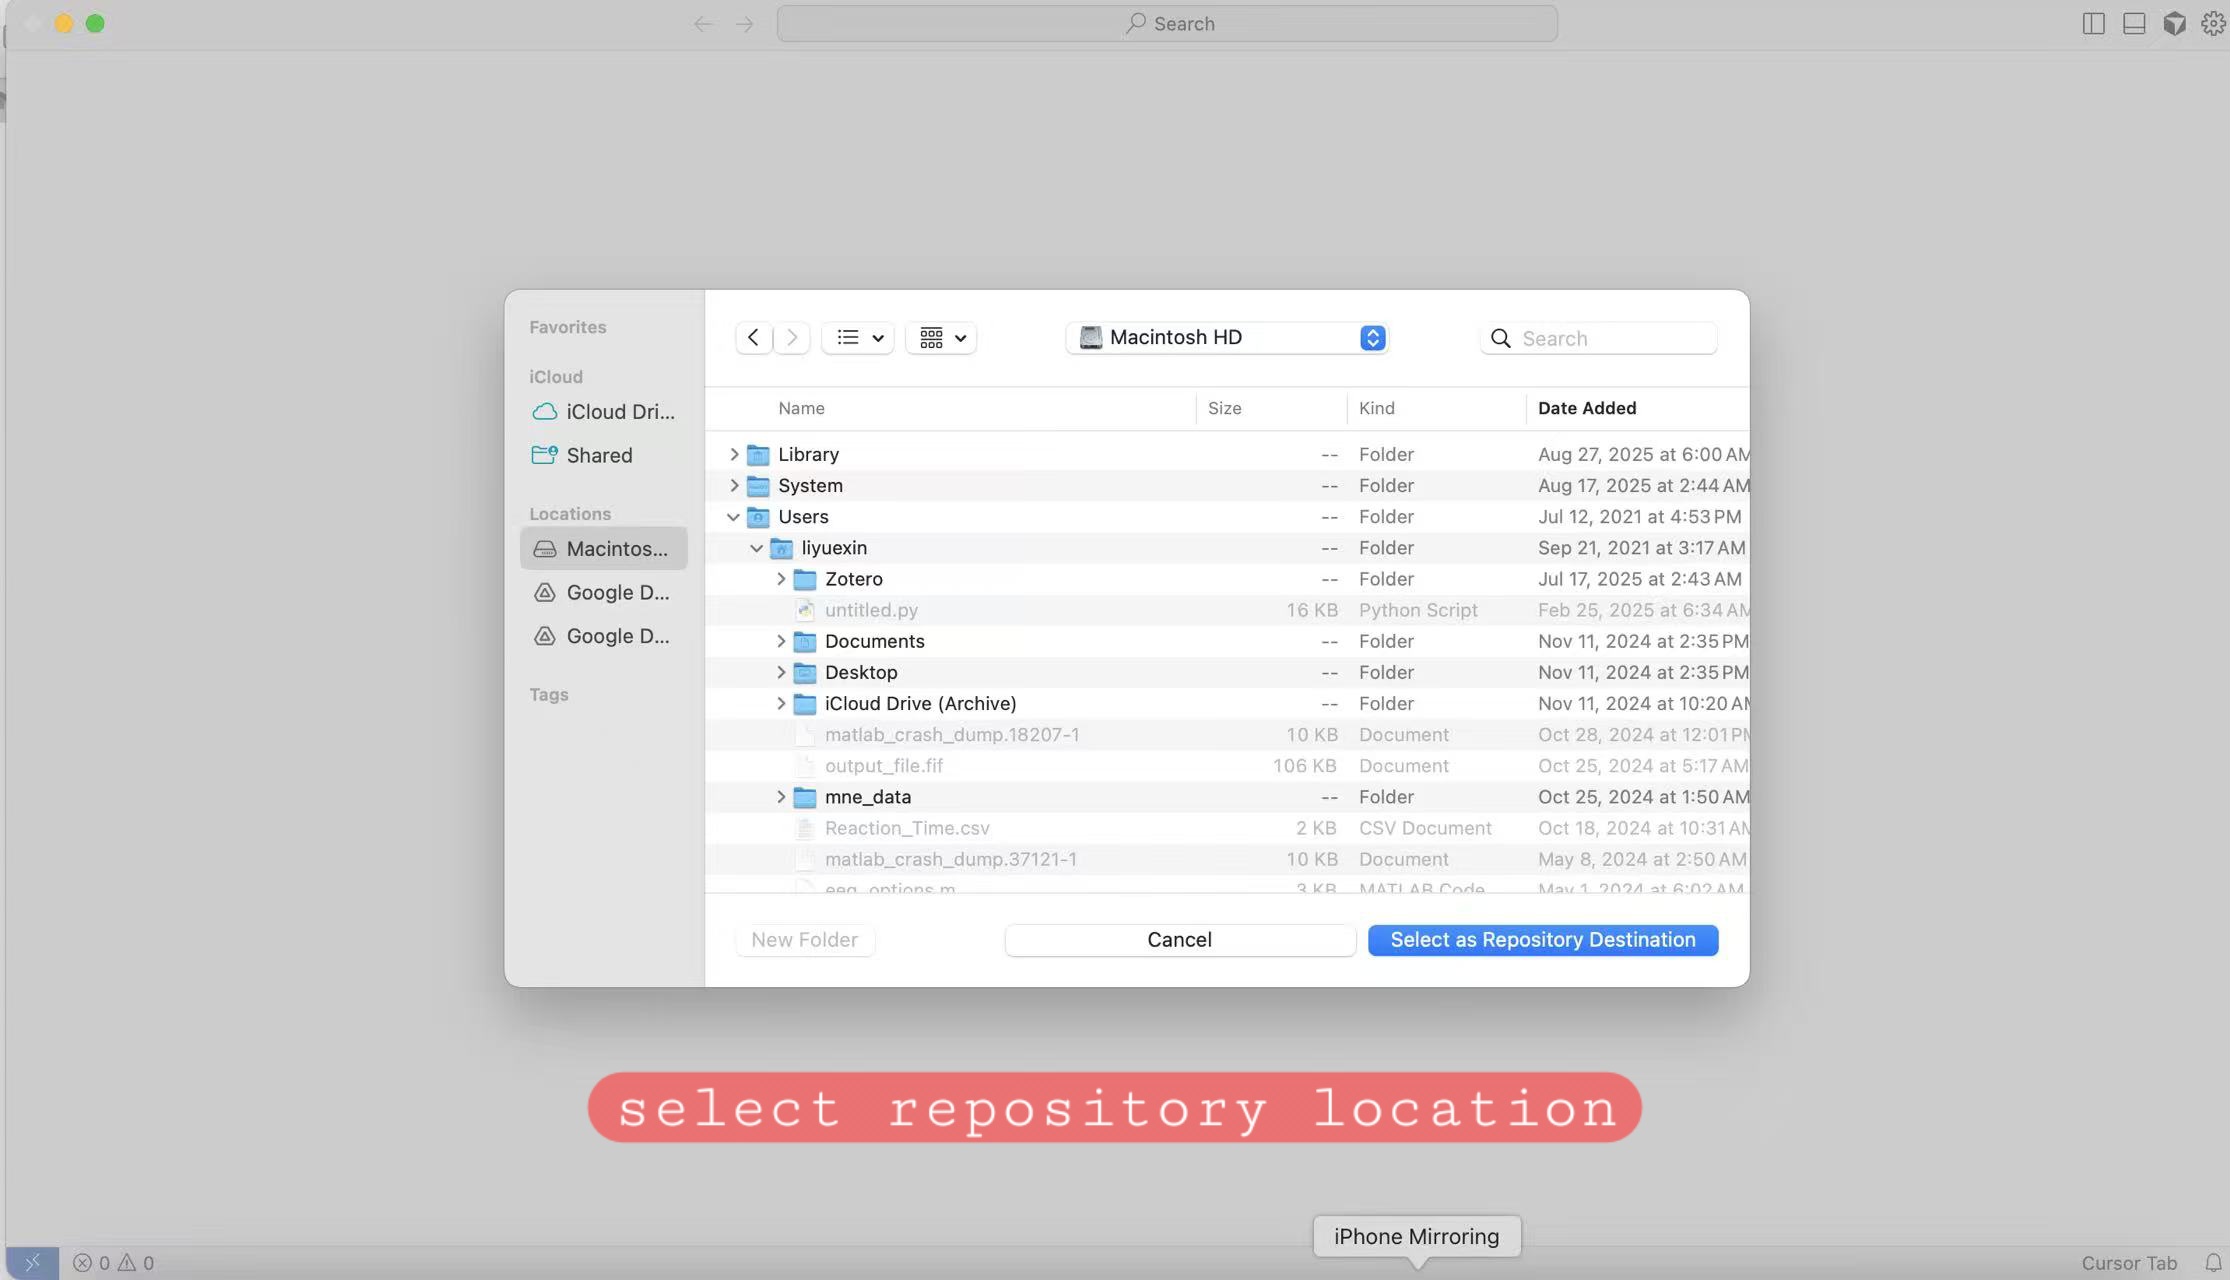 Search
Favorites
iCloud
iCloud Dri...
Shared
Locations
Macintos...
Google D...
Google D...
Tags
Macintosh HD
Search
Name Size Kind Date Added
Library -- Folder Aug 27, 2025 at 6:00 AM
System -- Folder Aug 17, 2025 at 2:44 AM
Users -- Folder Jul 12, 2021 at 4:53 PM
liyuexin -- Folder Sep 21, 2021 at 3:17 AM
Zotero -- Folder Jul 17, 2025 at 2:43 AM
untitled.py 16 KB Python Script Feb 25, 2025 at 6:34 AM
Documents -- Folder Nov 11, 2024 at 2:35 PM
Desktop -- Folder Nov 11, 2024 at 2:35 PM
iCloud Drive (Archive) -- Folder Nov 11, 2024 at 10:20 AM
matlab_crash_dump.18207-1 10 KB Document Oct 28, 2024 at 12:01 PM
output_file.fif 106 KB Document Oct 25, 2024 at 5:17 AM
mne_data -- Folder Oct 25, 2024 at 1:50 AM
Reaction_Time.csv 2 KB CSV Document Oct 18, 2024 at 10:31 AM
matlab_crash_dump.37121-1 10 KB Document May 8, 2024 at 2:50 AM
eeg_options.m 3 KB MATLAB Code May 1, 2024 at 6:02 AM
New Folder Cancel Select as Repository Destination
select repository location
iPhone Mirroring
0 0 Cursor Tab